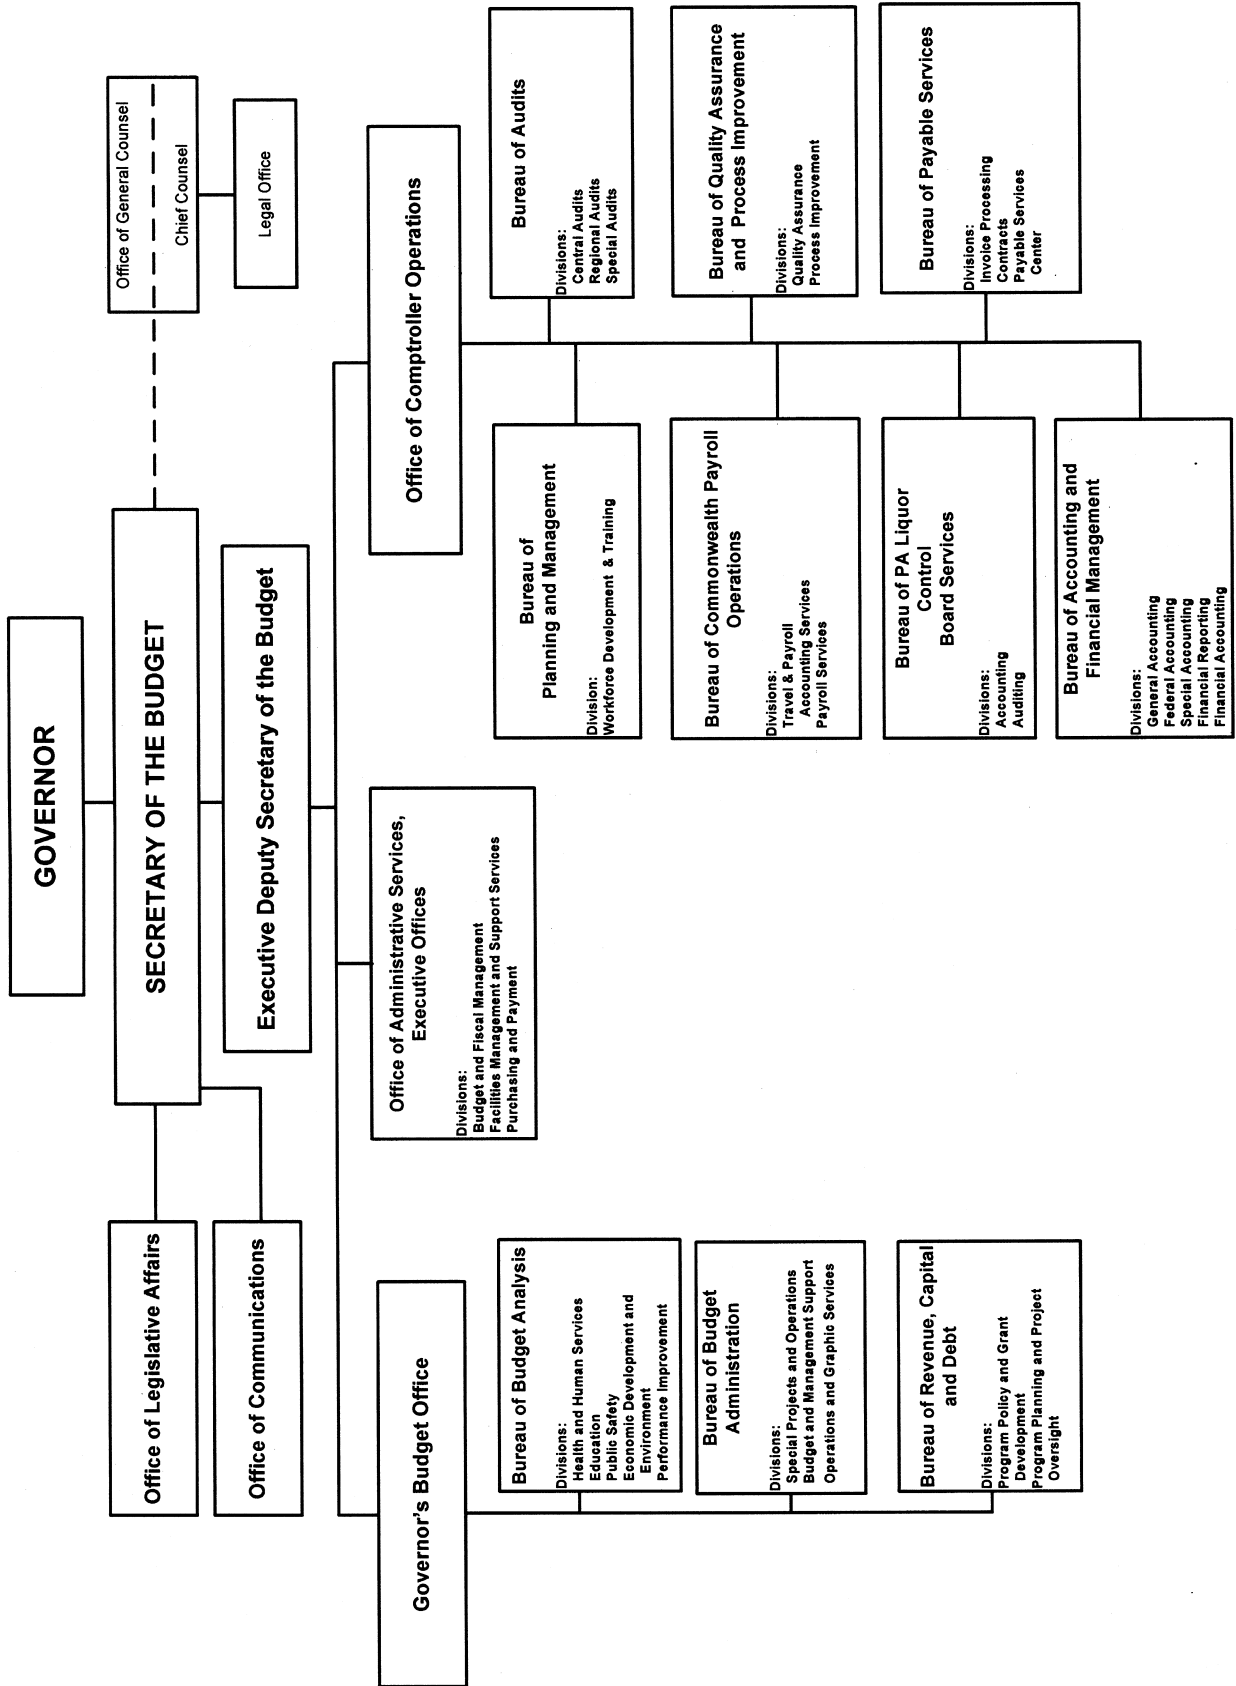 GOVERNOR
SECRETARY OF THE BUDGET
Office of General Counsel
Chief Counsel
Legal Office
Office of Legislative Affairs
Office of Communications
Executive Deputy Secretary of the Budget
Governor's Budget Office
Office of Administrative Services,
Executive Offices
Divisions:
Budget and Fiscal Management
Facilities Management and Support Services
Purchasing and Payment
Office of Comptroller Operations
Bureau of Budget Analysis
Divisions:
Health and Human Services
Education
Public Safety
Economic Development and
Environment
Performance Improvement
Bureau of Budget
Administration
Divisions:
Special Projects and Operations
Budget and Management Support
Operations and Graphic Services
Bureau of Revenue, Capital
and Debt
Divisions:
Program Policy and Grant
Development
Program Planning and Project
Oversight
Bureau of
Planning and Management
Division:
Workforce Development & Training
Bureau of Audits
Divisions:
Central Audits
Regional Audits
Special Audits
Bureau of Commonwealth Payroll
Operations
Divisions:
Travel & Payroll
Accounting Services
Payroll Services
Bureau of Quality Assurance
and Process Improvement
Divisions:
Quality Assurance
Process Improvement
Bureau of PA Liquor
Control
Board Services
Divisions:
Accounting
Auditing
Bureau of Payable Services
Divisions:
Invoice Processing
Contracts
Payable Services
Center
Bureau of Accounting and
Financial Management
Divisions:
General Accounting
Federal Accounting
Special Accounting
Financial Reporting
Financial Accounting